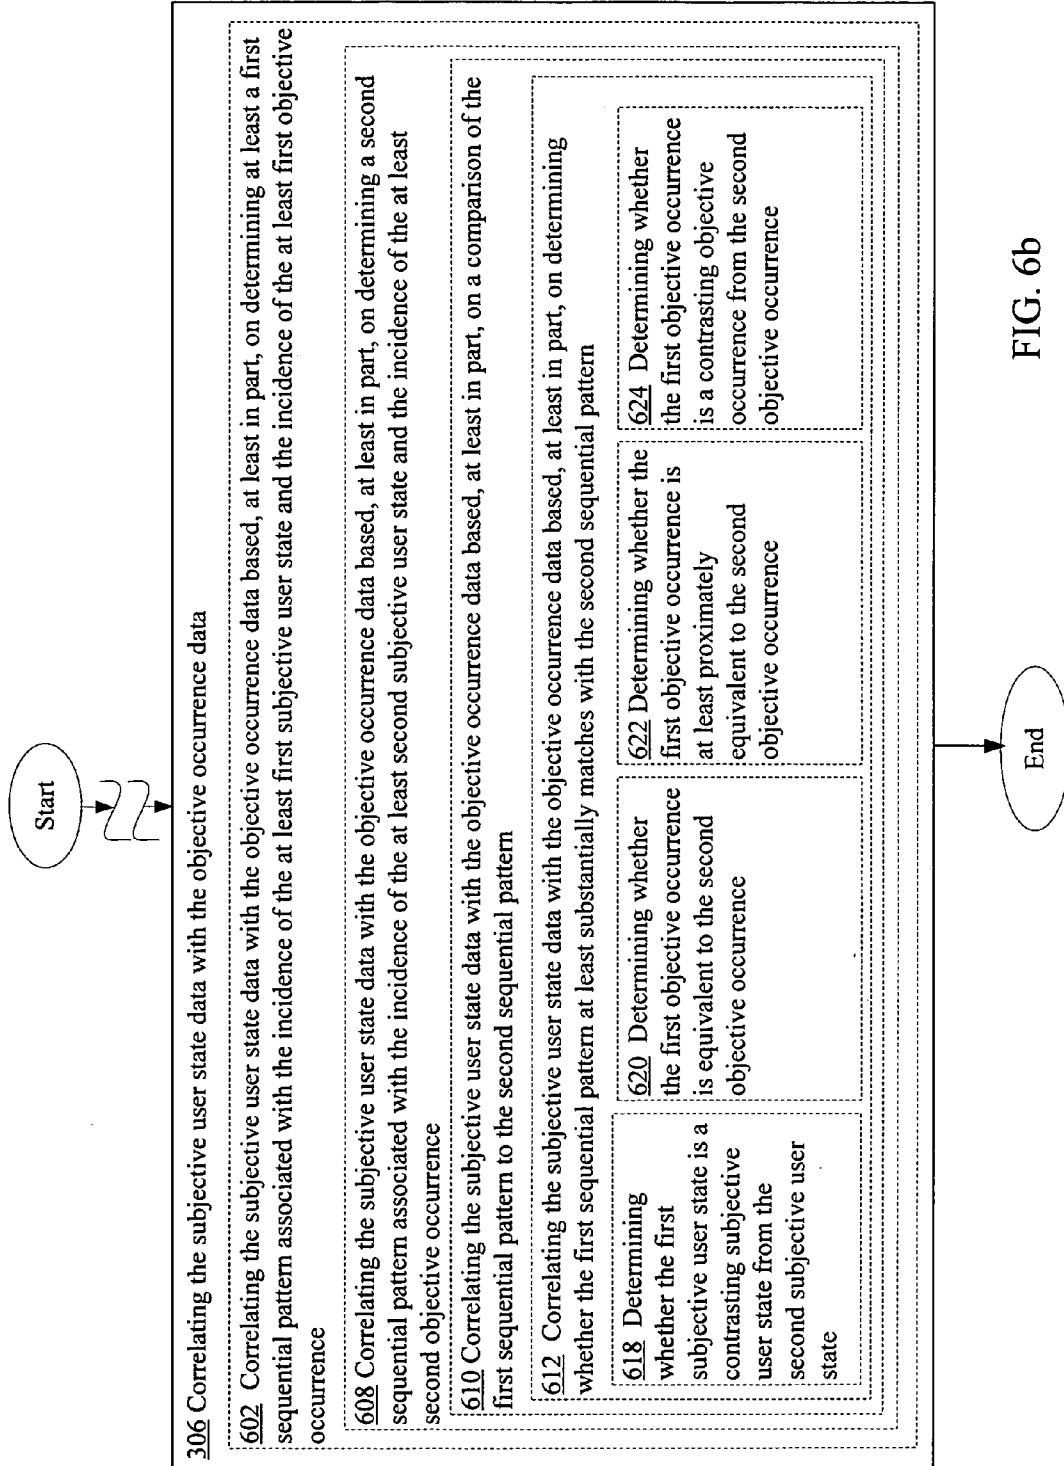 Start
306 Correlating the subjective user state data with the objective occurrence data
602 Correlating the subjective user state data with the objective occurrence data based, at least in part, on determining at least a first
sequential pattern associated with the incidence of the at least first subjective user state and the incidence of the at least first objective
occurrence
608 Correlating the subjective user state data with the objective occurrence data based, at least in part, on determining a second
sequential pattern associated with the incidence of the at least second subjective user state and the incidence of the at least
second objective occurrence
610 Correlating the subjective user state data with the objective occurrence data based, at least in part, on a comparison of the
first sequential pattern to the second sequential pattern
612 Correlating the subjective user state data with the objective occurrence data based, at least in part, on determining
whether the first sequential pattern at least substantially matches with the second sequential pattern
618 Determining
whether the first
subjective user state is a
contrasting subjective
user state from the
second subjective user
state
620 Determining whether
the first objective occurrence
is equivalent to the second
objective occurrence
622 Determining whether the
first objective occurrence is
at least proximately
equivalent to the second
objective occurrence
624 Determining whether
the first objective occurrence
is a contrasting objective
occurrence from the second
objective occurrence
End
FIG. 6b